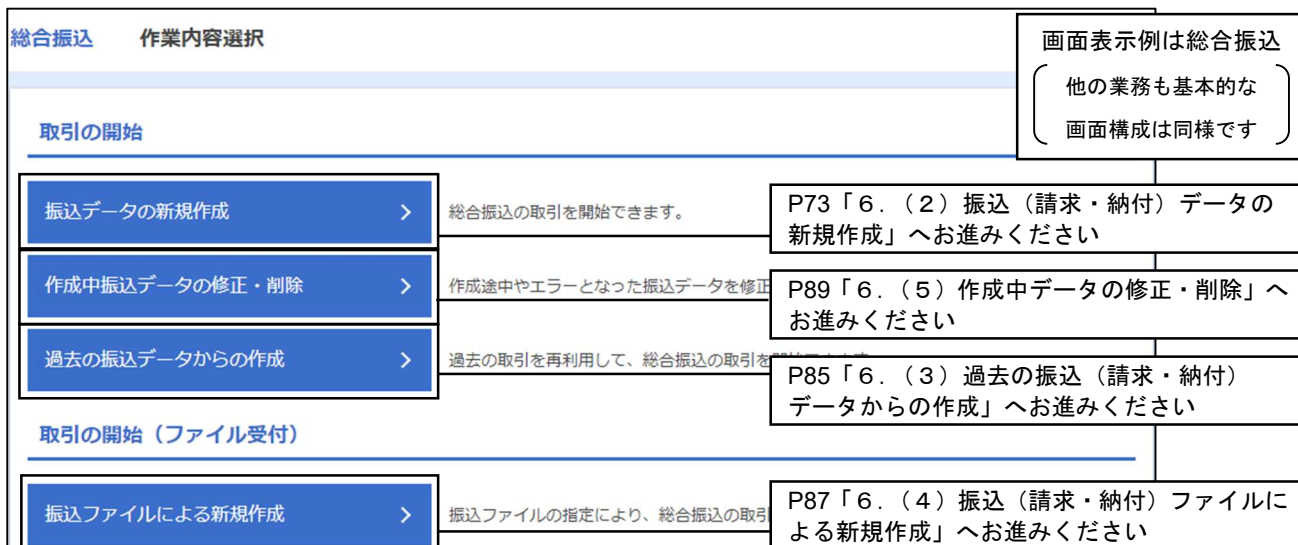 総合振込 作業内容選択
画面表示例は総合振込
他の業務も基本的な
画面構成は同様です
取引の開始
振込データの新規作成
総合振込の取引を開始できます。
P73「6.(2)振込(請求・納付)データの
新規作成」へお進みください
作成中振込データの修正・削除
作成途中やエラーとなった振込データを修正
P89「6.(5)作成中データの修正・削除」へ
お進みください
過去の振込データからの作成
過去の取引を再利用して、総合振込の取引を
P85「6.(3)過去の振込(請求・納付)
データからの作成」へお進みください
取引の開始(ファイル受付)
振込ファイルによる新規作成
振込ファイルの指定により、総合振込の取引
P87「6.(4)振込(請求・納付)ファイルに
よる新規作成」へお進みください